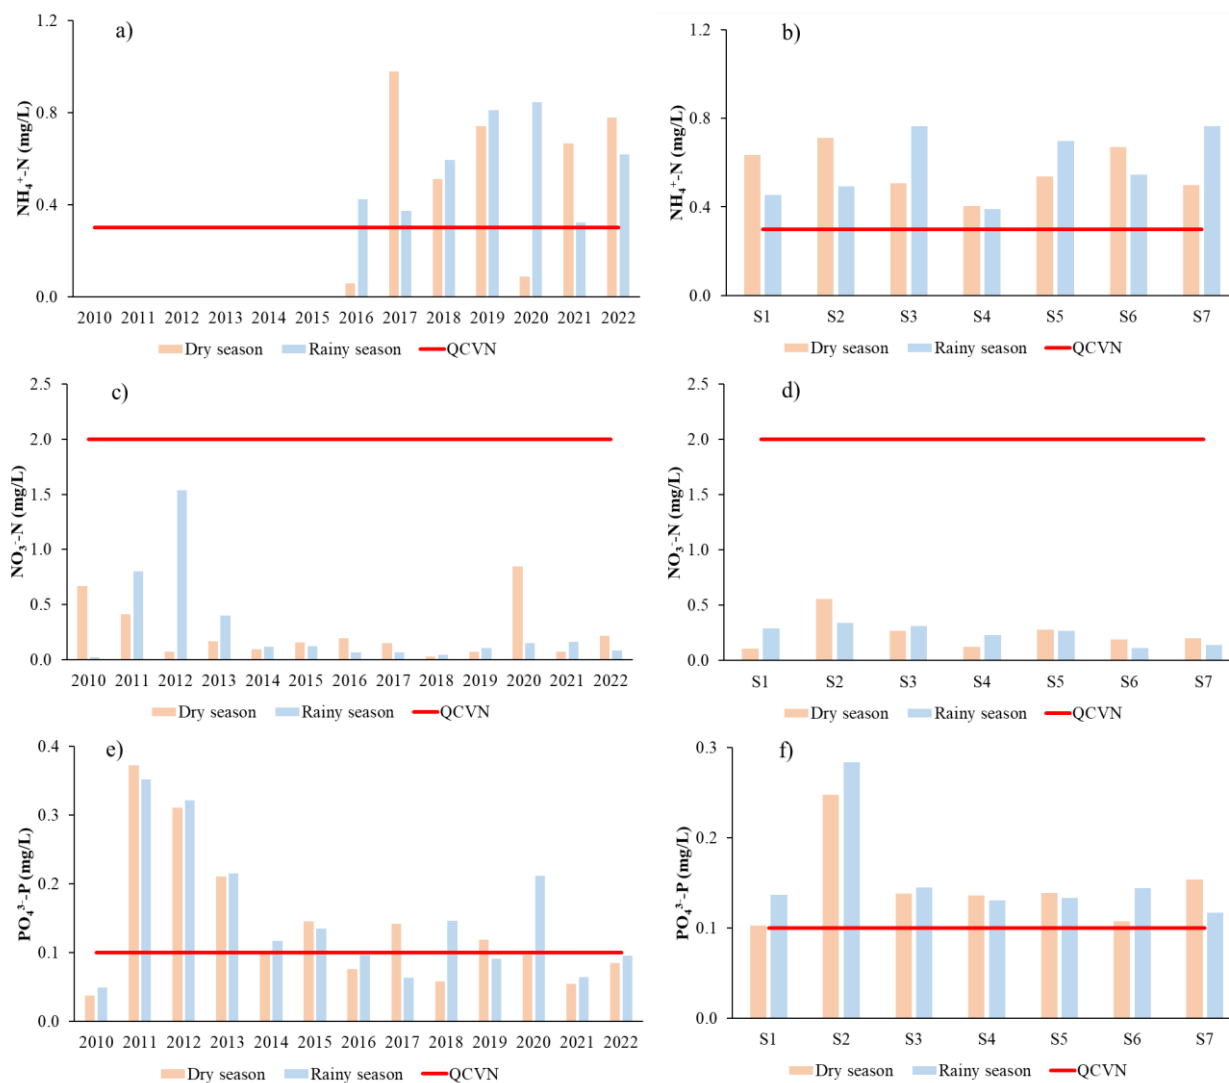 a)
NH₄⁺-N (mg/L)
1.2
0.8
0.4
0.0
2010 2011 2012 2013 2014 2015 2016 2017 2018 2019 2020 2021 2022
Dry season Rainy season QCVN
b)
NH₄⁺-N (mg/L)
1.2
0.8
0.4
0.0
S1 S2 S3 S4 S5 S6 S7
Dry season Rainy season QCVN
c)
NO₃⁻-N (mg/L)
2.5
2.0
1.5
1.0
0.5
0.0
2010 2011 2012 2013 2014 2015 2016 2017 2018 2019 2020 2021 2022
Dry season Rainy season QCVN
d)
NO₃⁻-N (mg/L)
2.5
2.0
1.5
1.0
0.5
0.0
S1 S2 S3 S4 S5 S6 S7
Dry season Rainy season QCVN
e)
PO₄³⁻-P (mg/L)
0.4
0.3
0.2
0.1
0.0
2010 2011 2012 2013 2014 2015 2016 2017 2018 2019 2020 2021 2022
Dry season Rainy season QCVN
f)
PO₄³⁻-P (mg/L)
0.3
0.2
0.1
0.0
S1 S2 S3 S4 S5 S6 S7
Dry season Rainy season QCVN